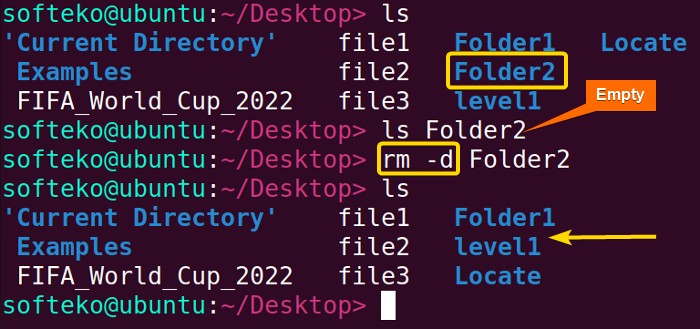 softeko@ubuntu:~/Desktop> ls
'Current Directory' file1 Folder1 Locate
Examples file2 Folder2
FIFA_World_Cup_2022 file3 level1
Empty
softeko@ubuntu:~/Desktop> ls Folder2
softeko@ubuntu:~/Desktop> rm -d Folder2
softeko@ubuntu:~/Desktop> ls
'Current Directory' file1 Folder1
Examples file2 level1
FIFA_World_Cup_2022 file3 Locate
softeko@ubuntu:~/Desktop>